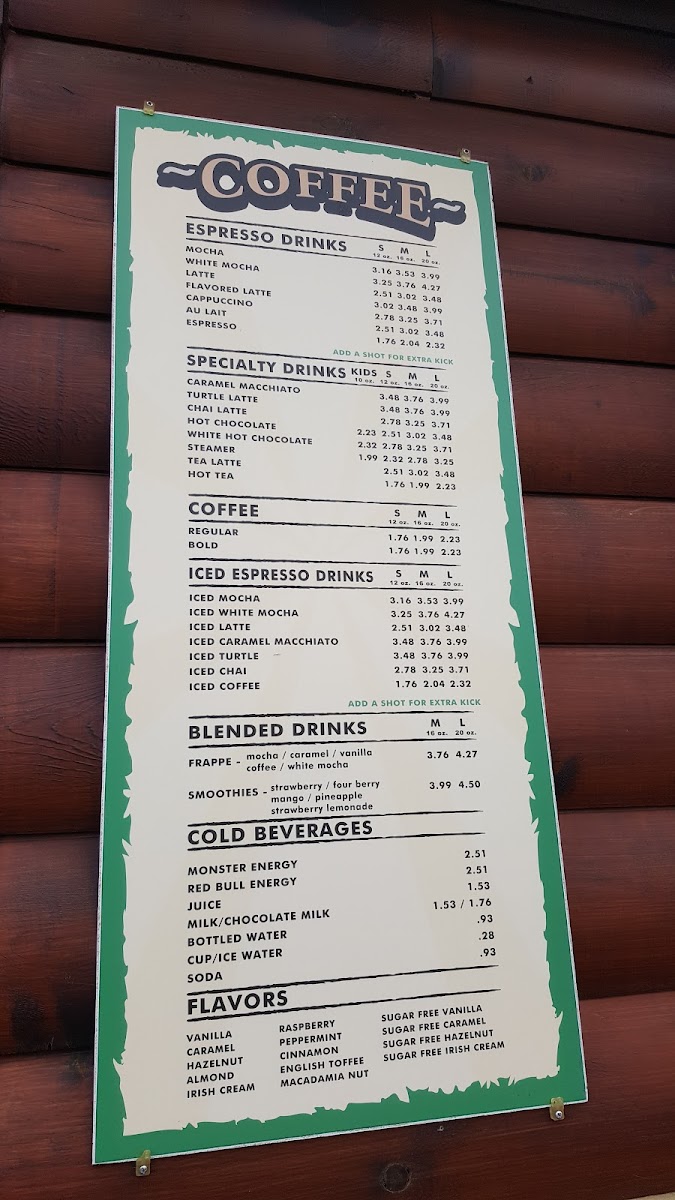 ~COFFEE~
ESPRESSO DRINKS S M L
12 oz. 16 oz. 20 oz.
MOCHA 3.16 3.53 3.99
WHITE MOCHA 3.25 3.76 4.27
LATTE 2.51 3.02 3.48
FLAVORED LATTE 3.02 3.48 3.99
CAPPUCCINO 2.78 3.25 3.71
AU LAIT 2.51 3.02 3.48
ESPRESSO 1.76 2.04 2.32
ADD A SHOT FOR EXTRA KICK
SPECIALTY DRINKS KIDS S M L
10 oz. 12 oz. 16 oz. 20 oz.
CARAMEL MACCHIATO 3.48 3.76 3.99
TURTLE LATTE 3.48 3.76 3.99
CHAI LATTE 2.78 3.25 3.71
HOT CHOCOLATE 2.23 2.51 3.02 3.48
WHITE HOT CHOCOLATE 2.32 2.78 3.25 3.71
STEAMER 1.99 2.32 2.78 3.25
TEA LATTE 2.51 3.02 3.48
HOT TEA 1.76 1.99 2.23
COFFEE S M L
12 oz. 16 oz. 20 oz.
REGULAR 1.76 1.99 2.23
BOLD 1.76 1.99 2.23
ICED ESPRESSO DRINKS S M L
12 oz. 16 oz. 20 oz.
ICED MOCHA 3.16 3.53 3.99
ICED WHITE MOCHA 3.25 3.76 4.27
ICED LATTE 2.51 3.02 3.48
ICED CARAMEL MACCHIATO 3.48 3.76 3.99
ICED TURTLE 3.48 3.76 3.99
ICED CHAI 2.78 3.25 3.71
ICED COFFEE 1.76 2.04 2.32
ADD A SHOT FOR EXTRA KICK
BLENDED DRINKS M L
16 oz. 20 oz.
FRAPPE - mocha / caramel / vanilla 3.76 4.27
coffee / white mocha
SMOOTHIES - strawberry / four berry 3.99 4.50
mango / pineapple
strawberry lemonade
COLD BEVERAGES
MONSTER ENERGY 2.51
RED BULL ENERGY 2.51
JUICE 1.53
MILK/CHOCOLATE MILK 1.53 / 1.76
BOTTLED WATER .93
CUP/ICE WATER .28
SODA .93
FLAVORS
VANILLA RASPBERRY SUGAR FREE VANILLA
CARAMEL PEPPERMINT SUGAR FREE CARAMEL
HAZELNUT CINNAMON SUGAR FREE HAZELNUT
ALMOND ENGLISH TOFFEE SUGAR FREE IRISH CREAM
IRISH CREAM MACADAMIA NUT